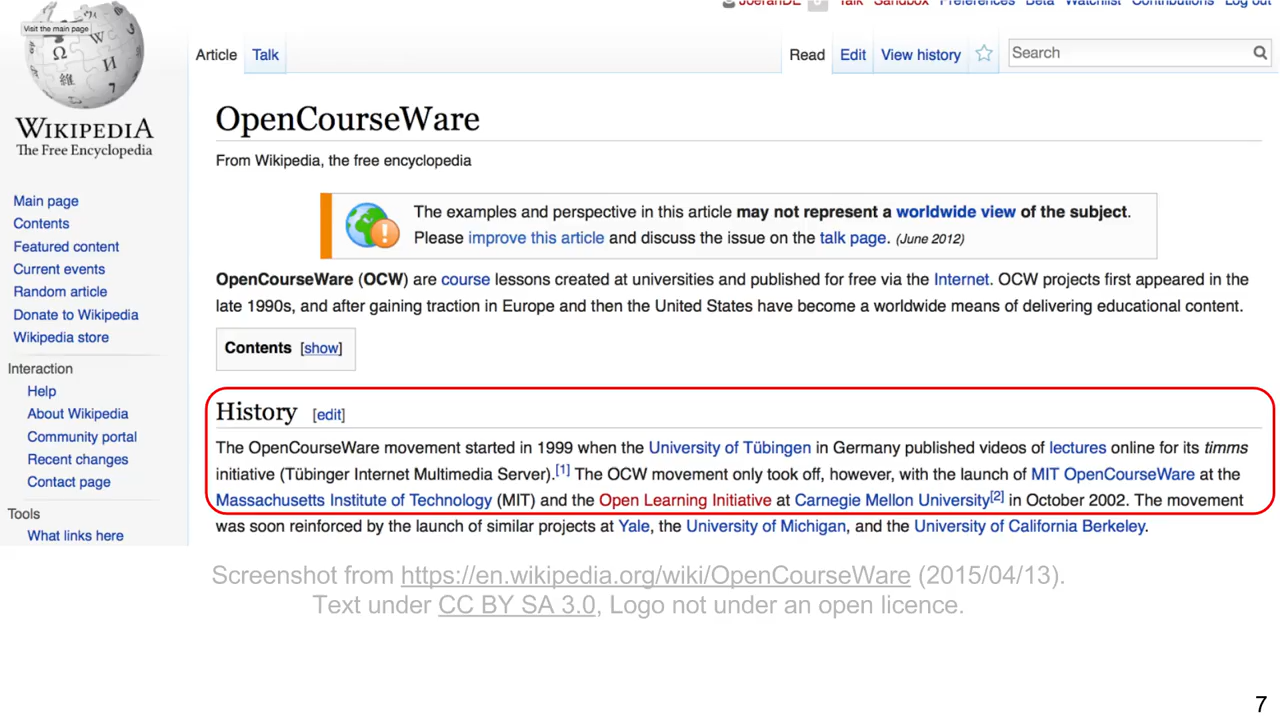 JoeranDE Talk Sandbox Preferences Beta Watchlist Contributions Log out
Visit the main page
Ω W И 維 7
WIKIPEDIA
The Free Encyclopedia
Article Talk Read Edit View history Search
OpenCourseWare
From Wikipedia, the free encyclopedia
The examples and perspective in this article may not represent a worldwide view of the subject.
Please improve this article and discuss the issue on the talk page. (June 2012)
OpenCourseWare (OCW) are course lessons created at universities and published for free via the Internet. OCW projects first appeared in the
late 1990s, and after gaining traction in Europe and then the United States have become a worldwide means of delivering educational content.
Contents [show]
History [edit]
The OpenCourseWare movement started in 1999 when the University of Tübingen in Germany published videos of lectures online for its timms
initiative (Tübinger Internet Multimedia Server).[1] The OCW movement only took off, however, with the launch of MIT OpenCourseWare at the
Massachusetts Institute of Technology (MIT) and the Open Learning Initiative at Carnegie Mellon University[2] in October 2002. The movement
was soon reinforced by the launch of similar projects at Yale, the University of Michigan, and the University of California Berkeley.
Main page
Contents
Featured content
Current events
Random article
Donate to Wikipedia
Wikipedia store
Interaction
Help
About Wikipedia
Community portal
Recent changes
Contact page
Tools
What links here
Screenshot from https://en.wikipedia.org/wiki/OpenCourseWare (2015/04/13).
Text under CC BY SA 3.0, Logo not under an open licence.
7